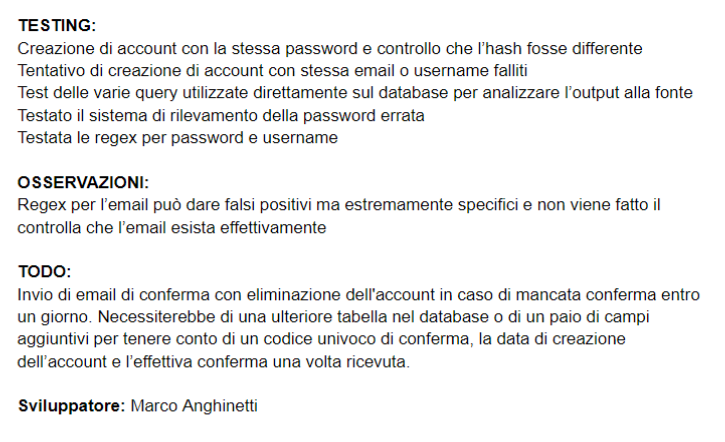 TESTING:
Creazione di account con la stessa password e controllo che l'hash fosse differente
Tentativo di creazione di account con stessa email o username falliti
Test delle varie query utilizzate direttamente sul database per analizzare l'output alla fonte
Testato il sistema di rilevamento della password errata
Testata le regex per password e username
OSSERVAZIONI:
Regex per l'email può dare falsi positivi ma estremamente specifici e non viene fatto il
controlla che l'email esista effettivamente
TODO:
Invio di email di conferma con eliminazione dell'account in caso di mancata conferma entro
un giorno. Necessiterebbe di una ulteriore tabella nel database o di un paio di campi
aggiuntivi per tenere conto di un codice univoco di conferma, la data di creazione
dell'account e l'effettiva conferma una volta ricevuta.
Sviluppatore: Marco Anghinetti